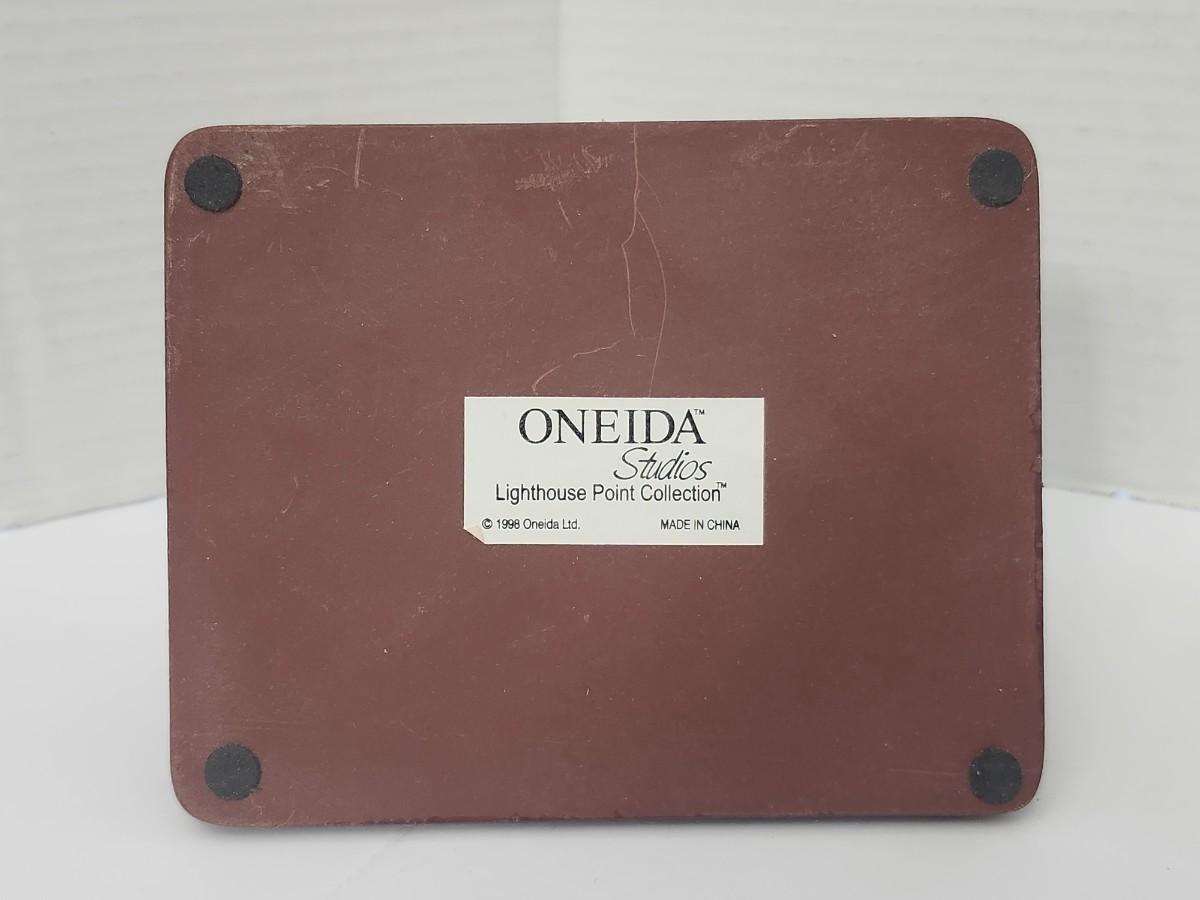 ONEIDA™
Studios
Lighthouse Point Collection™
© 1998 Oneida Ltd. MADE IN CHINA